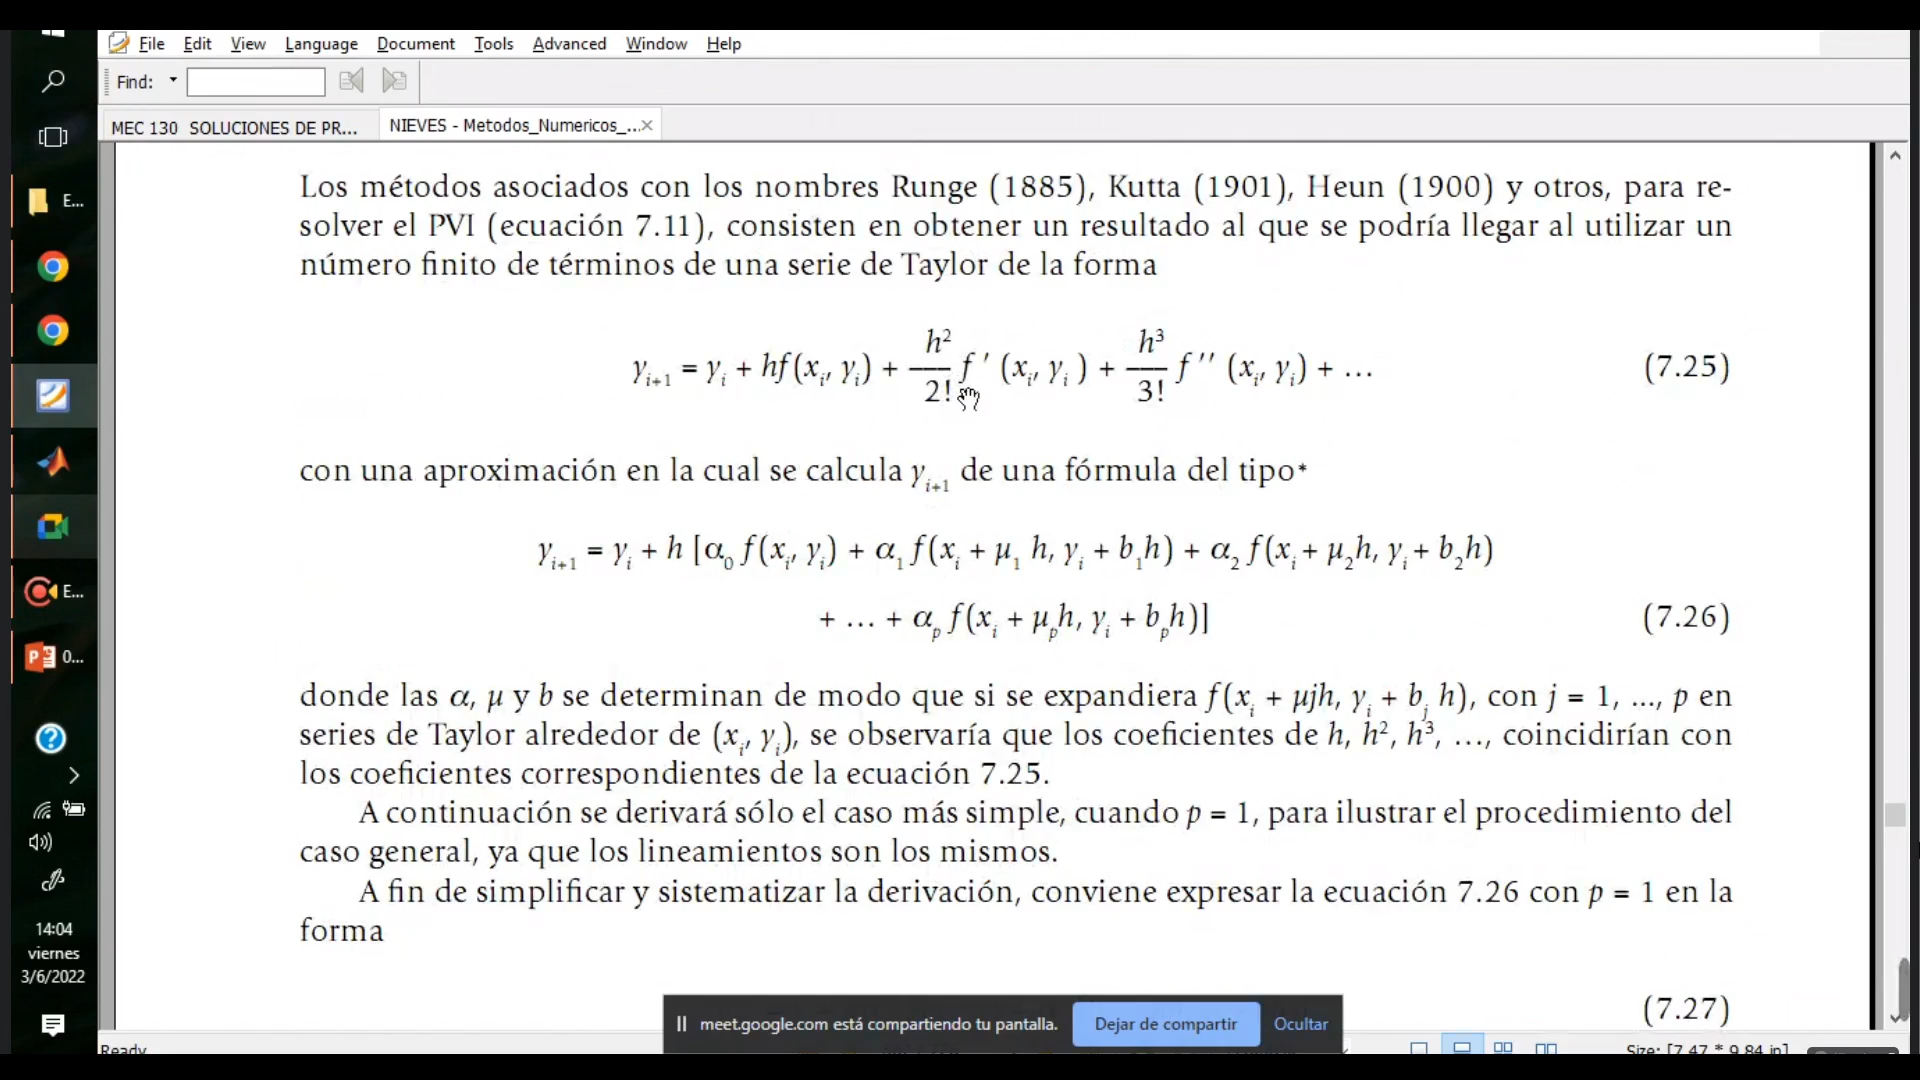 File Edit View Language Document Tools Advanced Window Help
Find:
MEC 130 SOLUCIONES DE PR... NIEVES - Metodos_Numericos_...
Los métodos asociados con los nombres Runge (1885), Kutta (1901), Heun (1900) y otros, para re-
solver el PVI (ecuación 7.11), consisten en obtener un resultado al que se podría llegar al utilizar un
número finito de términos de una serie de Taylor de la forma
y_{i+1} = y_i + hf(x_i, y_i) + h²/2! f ′ (x_i, y_i ) + h³/3! f ′′ (x_i, y_i) + ... (7.25)
con una aproximación en la cual se calcula y_{i+1} de una fórmula del tipo*
y_{i+1} = y_i + h [α_0 f(x_i, y_i) + α_1 f(x_i + μ_1 h, y_i + b_1h) + α_2 f(x_i + μ_2h, y_i + b_2h)
+ ... + α_p f(x_i + μ_ph, y_i + b_ph)] (7.26)
donde las α, μ y b se determinan de modo que si se expandiera f(x_i + μjh, y_i + b_j h), con j = 1, ..., p en
series de Taylor alrededor de (x_i, y_i), se observaría que los coeficientes de h, h², h³, ..., coincidirían con
los coeficientes correspondientes de la ecuación 7.25.
A continuación se derivará sólo el caso más simple, cuando p = 1, para ilustrar el procedimiento del
caso general, ya que los lineamientos son los mismos.
A fin de simplificar y sistematizar la derivación, conviene expresar la ecuación 7.26 con p = 1 en la
forma
(7.27)
meet.google.com está compartiendo tu pantalla. Dejar de compartir Ocultar
Ready
Size: [7.47 * 9.84 in]
E...
E...
0...
14:04
viernes
3/6/2022